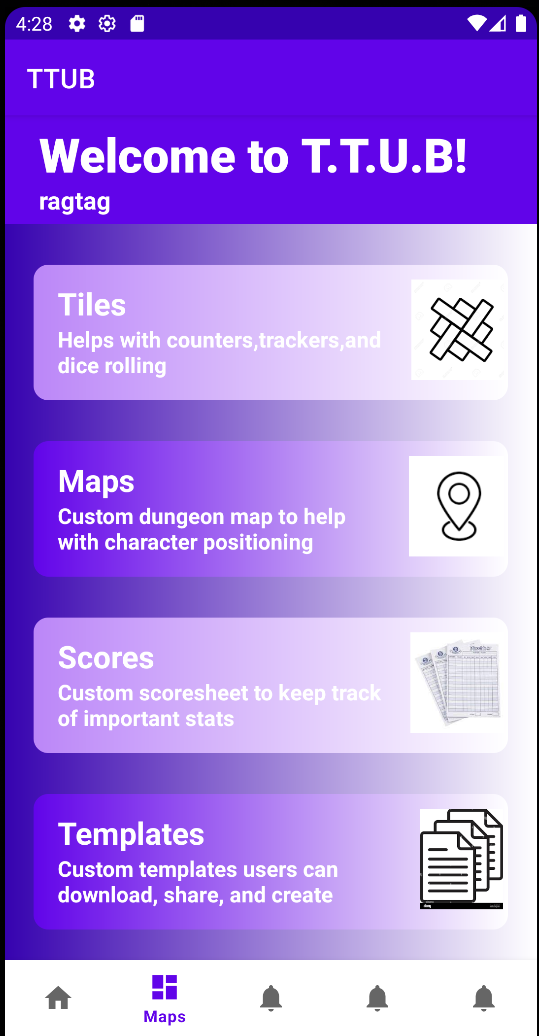 4:28
TTUB
Welcome to T.T.U.B!
ragtag
Tiles
Helps with counters,trackers,and
dice rolling
Maps
Custom dungeon map to help
with character positioning
Scores
Custom scoresheet to keep track
of important stats
Templates
Custom templates users can
download, share, and create
Maps